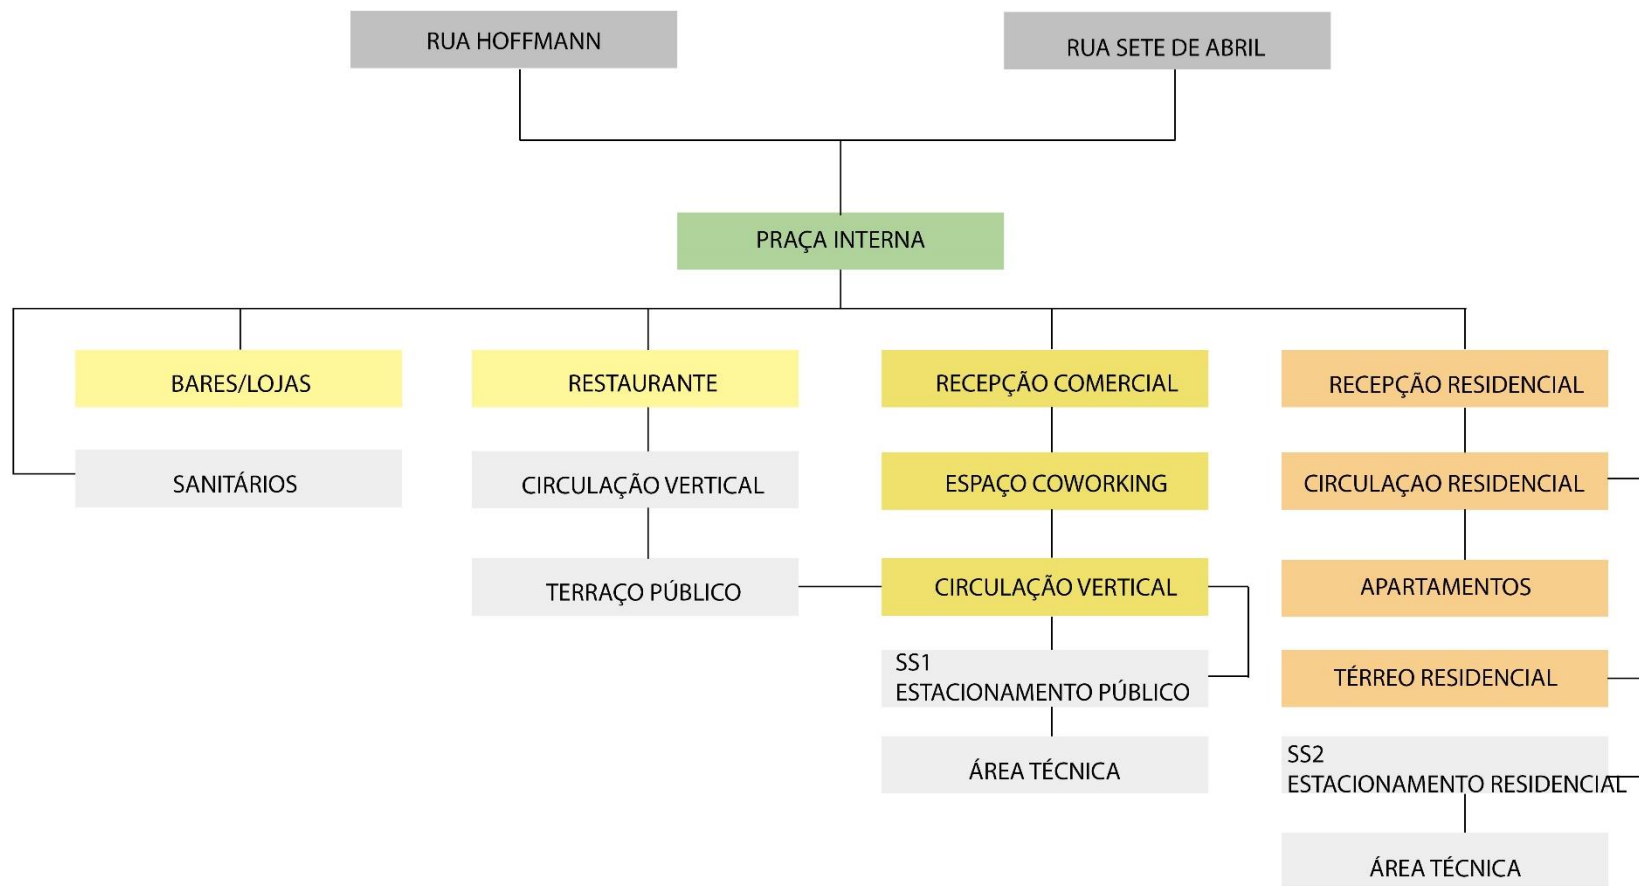 RUA HOFFMANN
RUA SETE DE ABRIL
PRAÇA INTERNA
BARES/LOJAS
RESTAURANTE
RECEPÇÃO COMERCIAL
RECEPÇÃO RESIDENCIAL
SANITÁRIOS
CIRCULAÇÃO VERTICAL
ESPAÇO COWORKING
CIRCULAÇAO RESIDENCIAL
TERRAÇO PÚBLICO
CIRCULAÇÃO VERTICAL
APARTAMENTOS
SS1
ESTACIONAMENTO PÚBLICO
TÉRREO RESIDENCIAL
ÁREA TÉCNICA
SS2
ESTACIONAMENTO RESIDENCIAL
ÁREA TÉCNICA